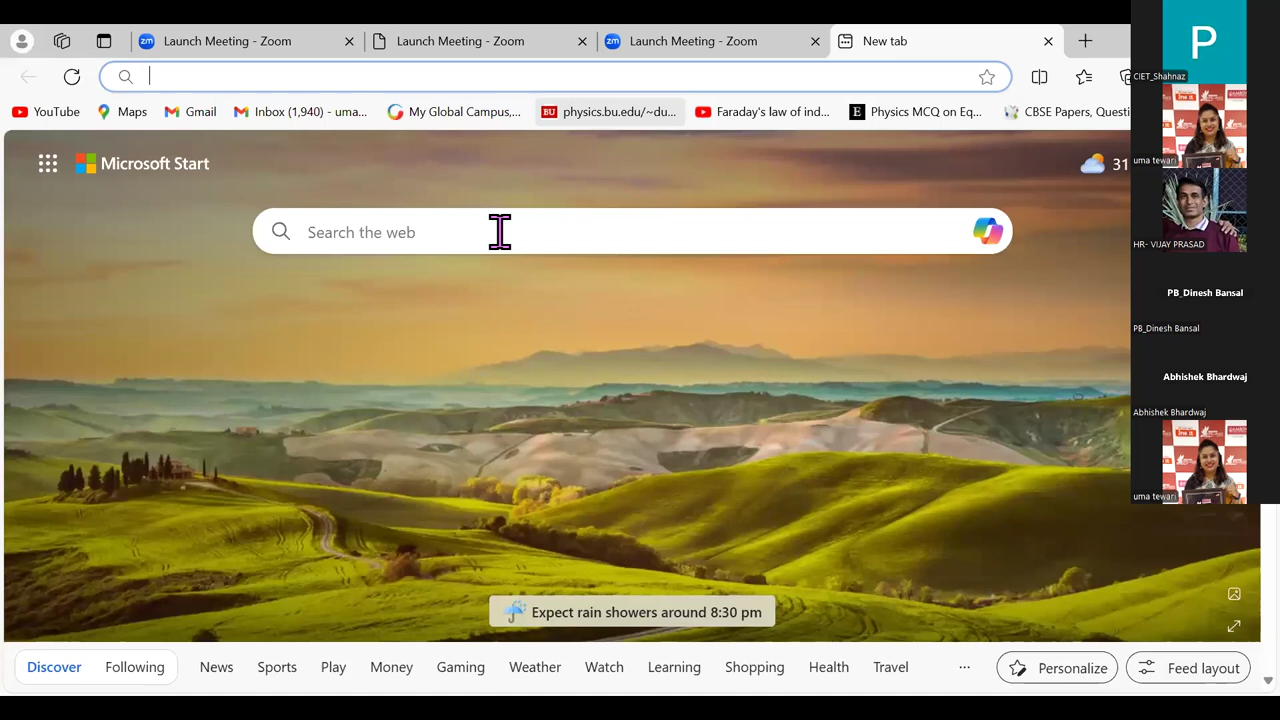 Launch Meeting - Zoom
Launch Meeting - Zoom
Launch Meeting - Zoom
New tab
YouTube
Maps
Gmail
Inbox (1,940) - uma...
My Global Campus,...
BU physics.bu.edu/~du...
Faraday's law of ind...
E Physics MCQ on Eq...
CBSE Papers, Questi
Microsoft Start
31
Search the web
Expect rain showers around 8:30 pm
Discover
Following
News
Sports
Play
Money
Gaming
Weather
Watch
Learning
Shopping
Health
Travel
...
Personalize
Feed layout
P
CIET_Shahnaz
uma tewari
HR- VIJAY PRASAD
PB_Dinesh Bansal
PB_Dinesh Bansal
Abhishek Bhardwaj
Abhishek Bhardwaj
uma tewari